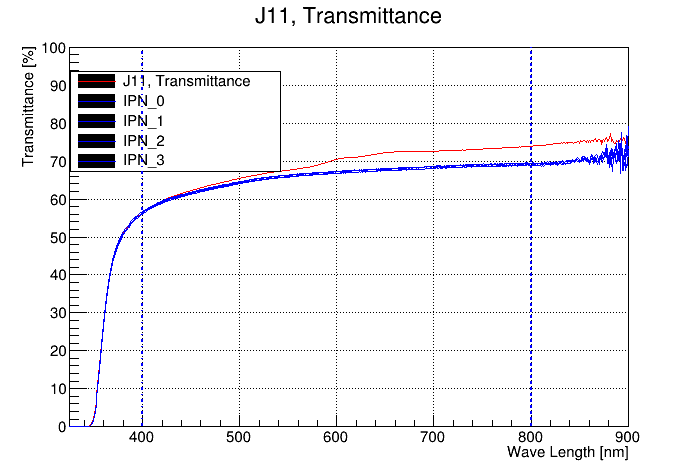 J11, Transmittance
Transmittance [%]
100
90
80
70
60
50
40
30
20
10
0
J11, Transmittance
IPN_0
IPN_1
IPN_2
IPN_3
400
500
600
700
800
900
Wave Length [nm]